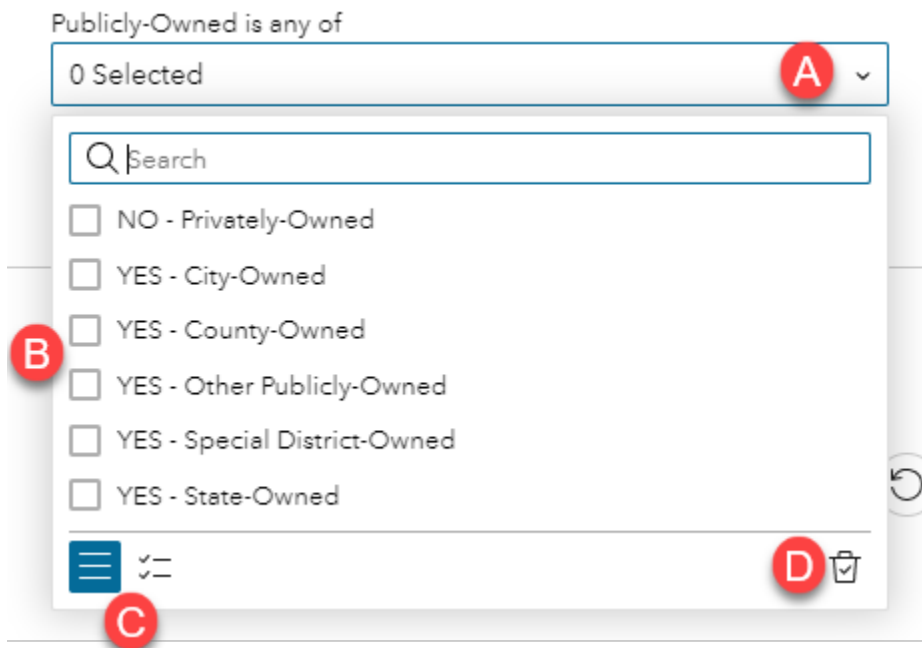 Publicly-Owned is any of
0 Selected A
Search
NO - Privately-Owned
YES - City-Owned
YES - County-Owned
B
YES - Other Publicly-Owned
YES - Special District-Owned
YES - State-Owned
D
C